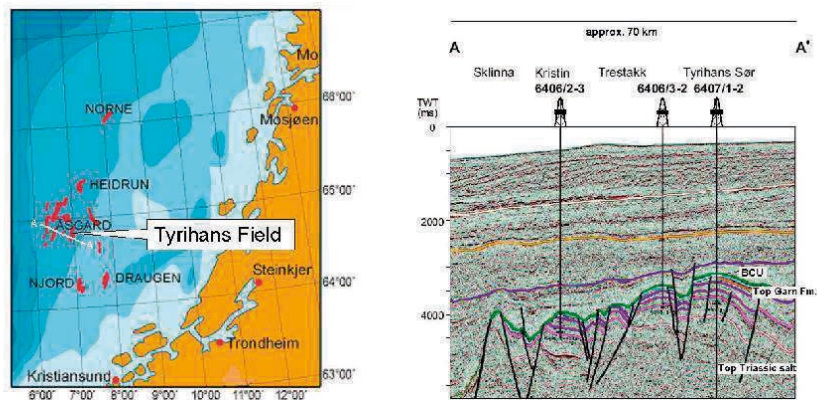 Mo
68°00'
NORNE
Mosjøen
HEIDRUN
65°00'
A
ASGARD
A'
Tyrihans Field
Steinkjer
NJORD
DRAUGEN
64°00'
Trondheim
63°00'
Kristiansund
6°00' 7°00' 8°00' 9°00' 10°00' 11°00' 12°00'
approx. 70 km
A
A'
Sklinna Kristin Trestakk Tyrihans Sør
6406/2-3 6406/3-2 6407/1-2
TWT
(ms)
0
2000
BCU
Top Garn Fm.
4000
Top Triassic salt